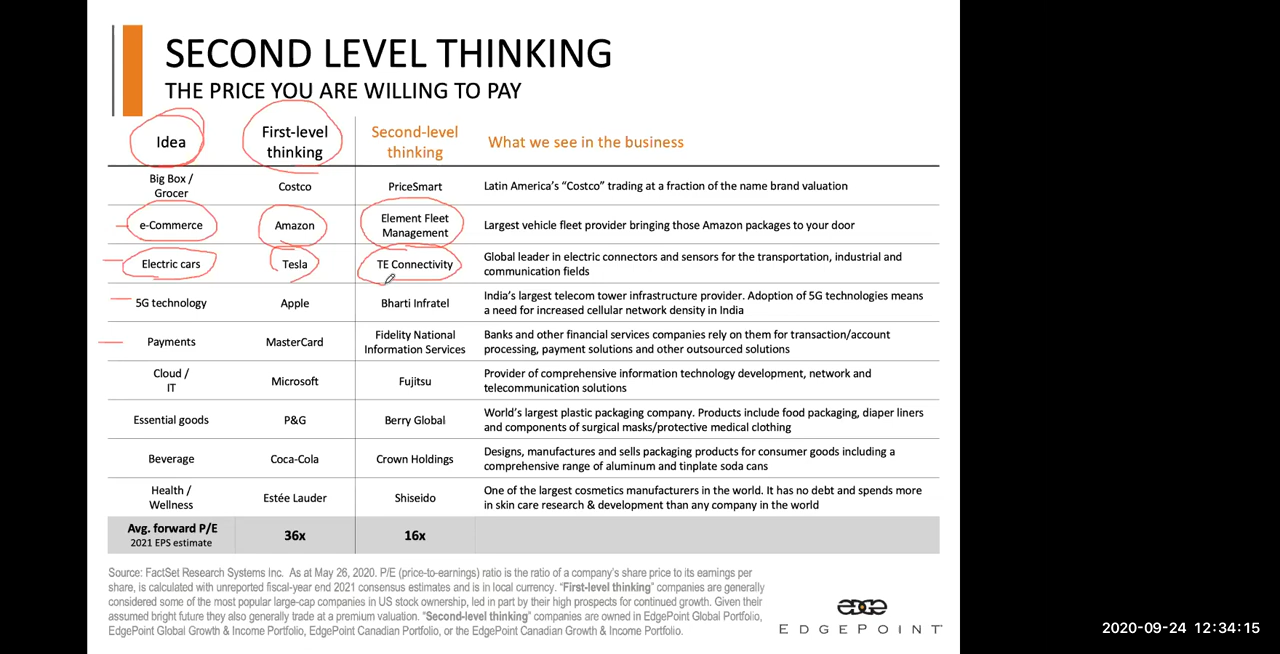 SECOND LEVEL THINKING
THE PRICE YOU ARE WILLING TO PAY
Idea
First-level
thinking
Second-level
thinking
What we see in the business
Big Box /
Grocer
Costco
PriceSmart
Latin America's “Costco” trading at a fraction of the name brand valuation
e-Commerce
Amazon
Element Fleet
Management
Largest vehicle fleet provider bringing those Amazon packages to your door
Electric cars
Tesla
TE Connectivity
Global leader in electric connectors and sensors for the transportation, industrial and
communication fields
5G technology
Apple
Bharti Infratel
India's largest telecom tower infrastructure provider. Adoption of 5G technologies means
a need for increased cellular network density in India
Payments
MasterCard
Fidelity National
Information Services
Banks and other financial services companies rely on them for transaction/account
processing, payment solutions and other outsourced solutions
Cloud /
IT
Microsoft
Fujitsu
Provider of comprehensive information technology development, network and
telecommunication solutions
Essential goods
P&G
Berry Global
World's largest plastic packaging company. Products include food packaging, diaper liners
and components of surgical masks/protective medical clothing
Beverage
Coca-Cola
Crown Holdings
Designs, manufactures and sells packaging products for consumer goods including a
comprehensive range of aluminum and tinplate soda cans
Health /
Wellness
Estée Lauder
Shiseido
One of the largest cosmetics manufacturers in the world. It has no debt and spends more
in skin care research & development than any company in the world
Avg. forward P/E
2021 EPS estimate
36x
16x
Source: FactSet Research Systems Inc. As at May 26, 2020. P/E (price-to-earnings) ratio is the ratio of a company's share price to its earnings per
share, is calculated with unreported fiscal-year end 2021 consensus estimates and is in local currency. “First-level thinking” companies are generally
considered some of the most popular large-cap companies in US stock ownership, led in part by their high prospects for continued growth. Given their
assumed bright future they also generally trade at a premium valuation. “Second-level thinking” companies are owned in EdgePoint Global Portfolio,
EdgePoint Global Growth & Income Portfolio, EdgePoint Canadian Portfolio, or the EdgePoint Canadian Growth & Income Portfolio.
EDGE
EDGEPOINT
2020-09-24 12:34:15